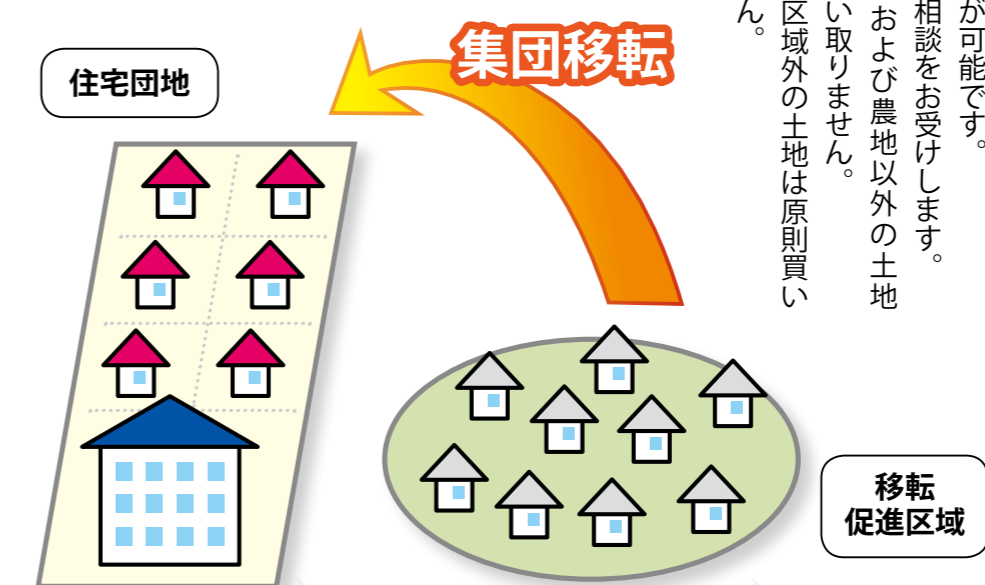 が可能です。
相談をお受けします。
および農地以外の土地
い取りません。
区域外の土地は原則買い
ん。
集団移転
住宅団地
移転
促進区域